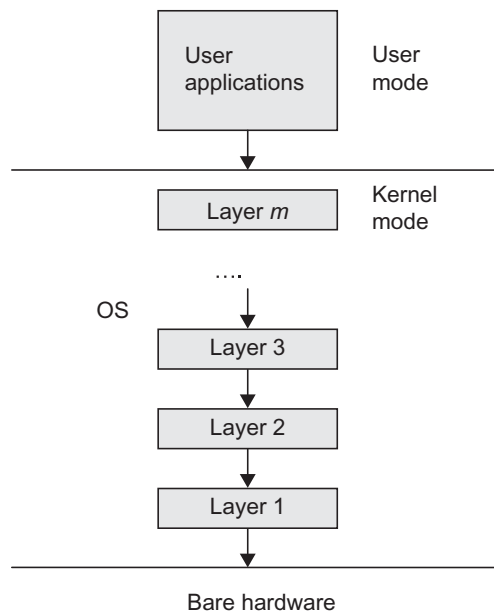 User
applications
User
mode
Kernel
mode
Layer m
....
OS
Layer 3
Layer 2
Layer 1
Bare hardware